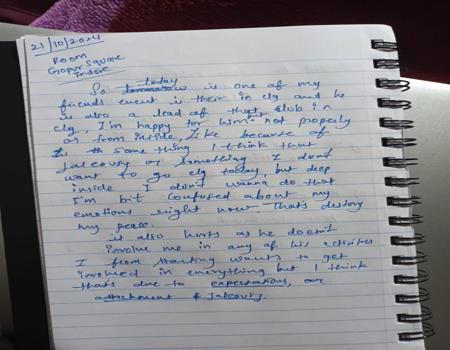 21/10/2024
Room
Gopur Square
Indore
So tomorrow today is one of my
friends event is their in clg and he
is also a lead of that club in
clg, I'm happy for him but not properly
or from inside, Like because of
some thing I think that
Jealousy or something I don't
want to go clg today, but deep
inside I don't wanna do that
I'm bit confused about my
emotions right now. That's destroy
my peace.
it also hurts as he doesn't
involve me in any of his activities
I from starting wants to get
involved in everything but I think
that's due to expectations, or
attachment & Jealousy.